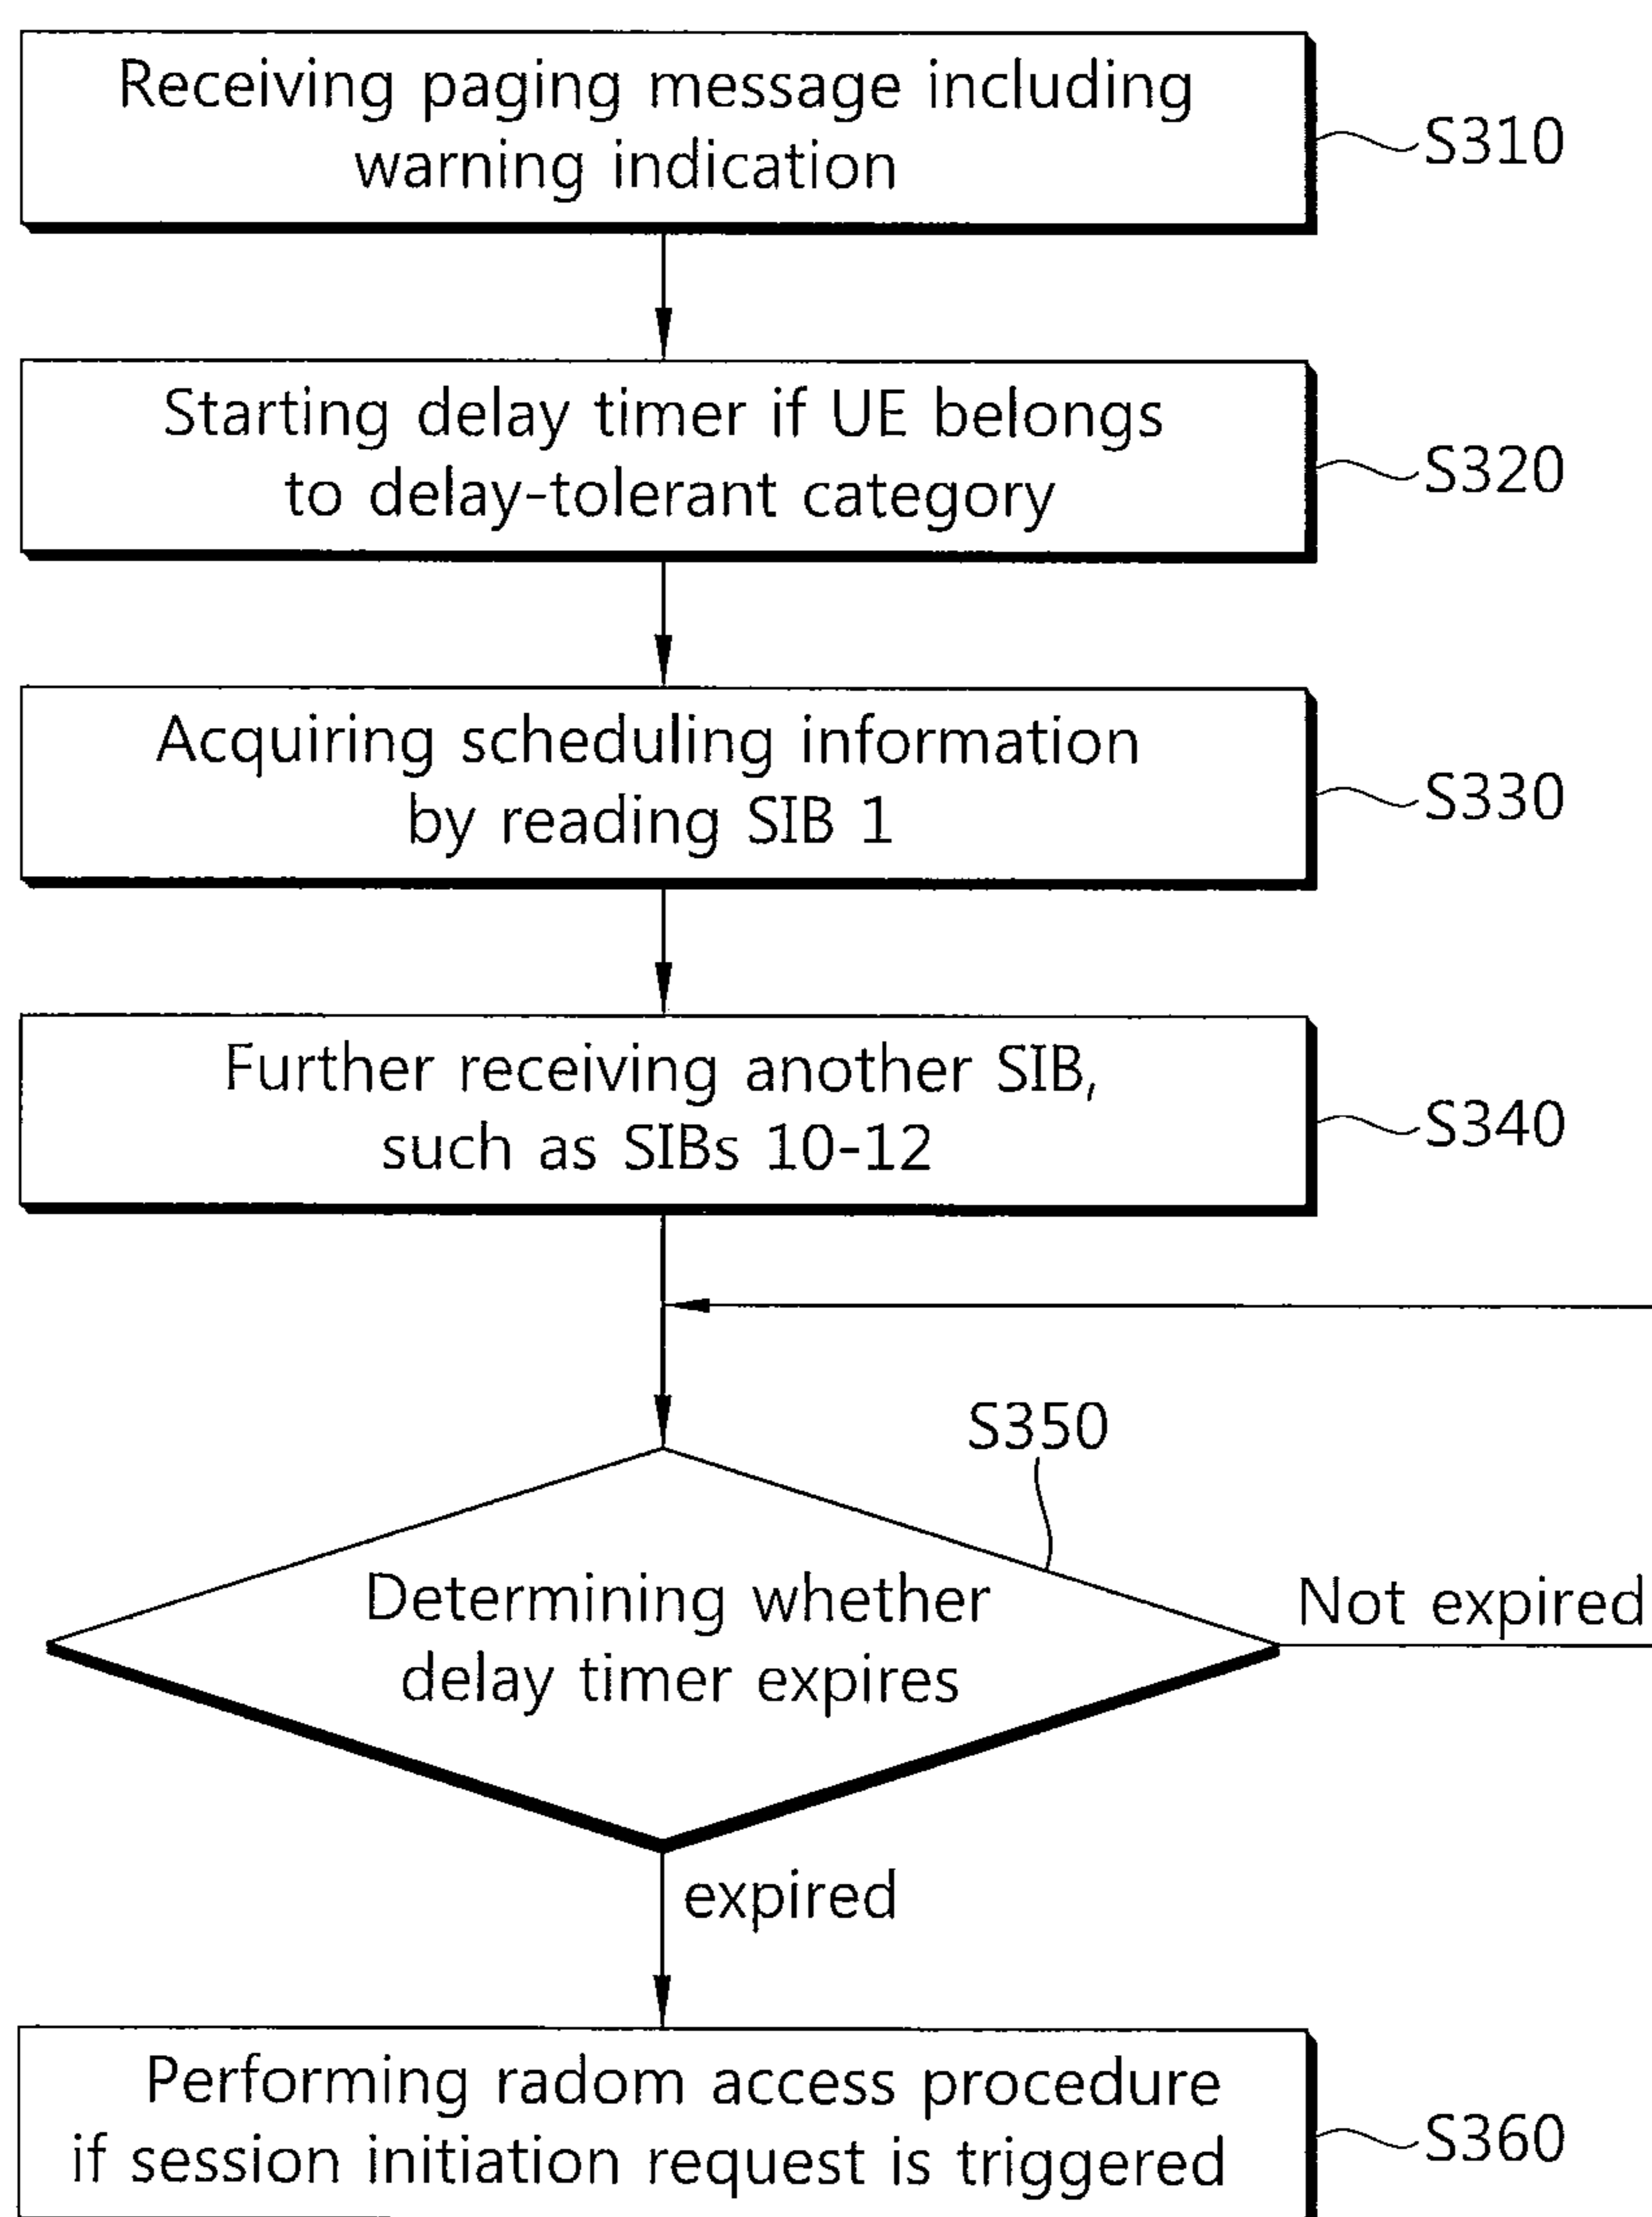 Receiving paging message including
warning indication
S310
Starting delay timer if UE belongs
to delay-tolerant category
S320
Acquiring scheduling information
by reading SIB 1
S330
Further receiving another SIB,
such as SIBs 10-12
S340
S350
Determining whether
delay timer expires
Not expired
expired
Performing radom access procedure
if session initiation request is triggered
S360